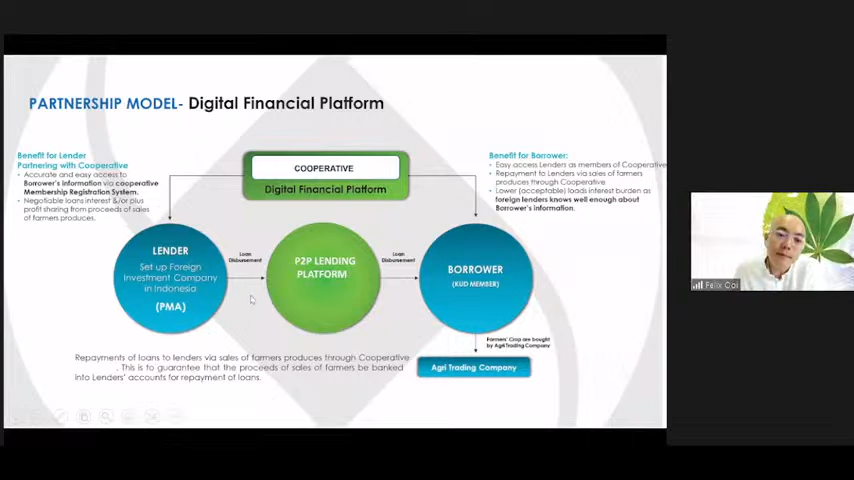 PARTNERSHIP MODEL- Digital Financial Platform
Benefit for Lender
Partnering with Cooperative
• Accurate and easy access to
Borrower's information via cooperative
Membership Registration System.
• Negotiable loans interest &/or plus
profit sharing from proceeds of sales
of farmers produces.
COOPERATIVE
Digital Financial Platform
Benefit for Borrower:
• Easy access Lenders as members of Cooperative
• Repayment to Lenders via sales of farmers
produces through Cooperative
• Lower (acceptable) loads interest burden as
foreign lenders knows well enough about
Borrower's information.
LENDER
Set up Foreign
Investment Company
in Indonesia
(PMA)
Loan
Disbursement
P2P LENDING
PLATFORM
Loan
Disbursement
BORROWER
(KUD MEMBER)
Farmers' Crop are bought
by Agri Trading Company
Agri Trading Company
Repayments of loans to lenders via sales of farmers produces through Cooperative
. This is to guarantee that the proceeds of sales of farmers be banked
into Lenders' accounts for repayment of loans.
Felix Ooi